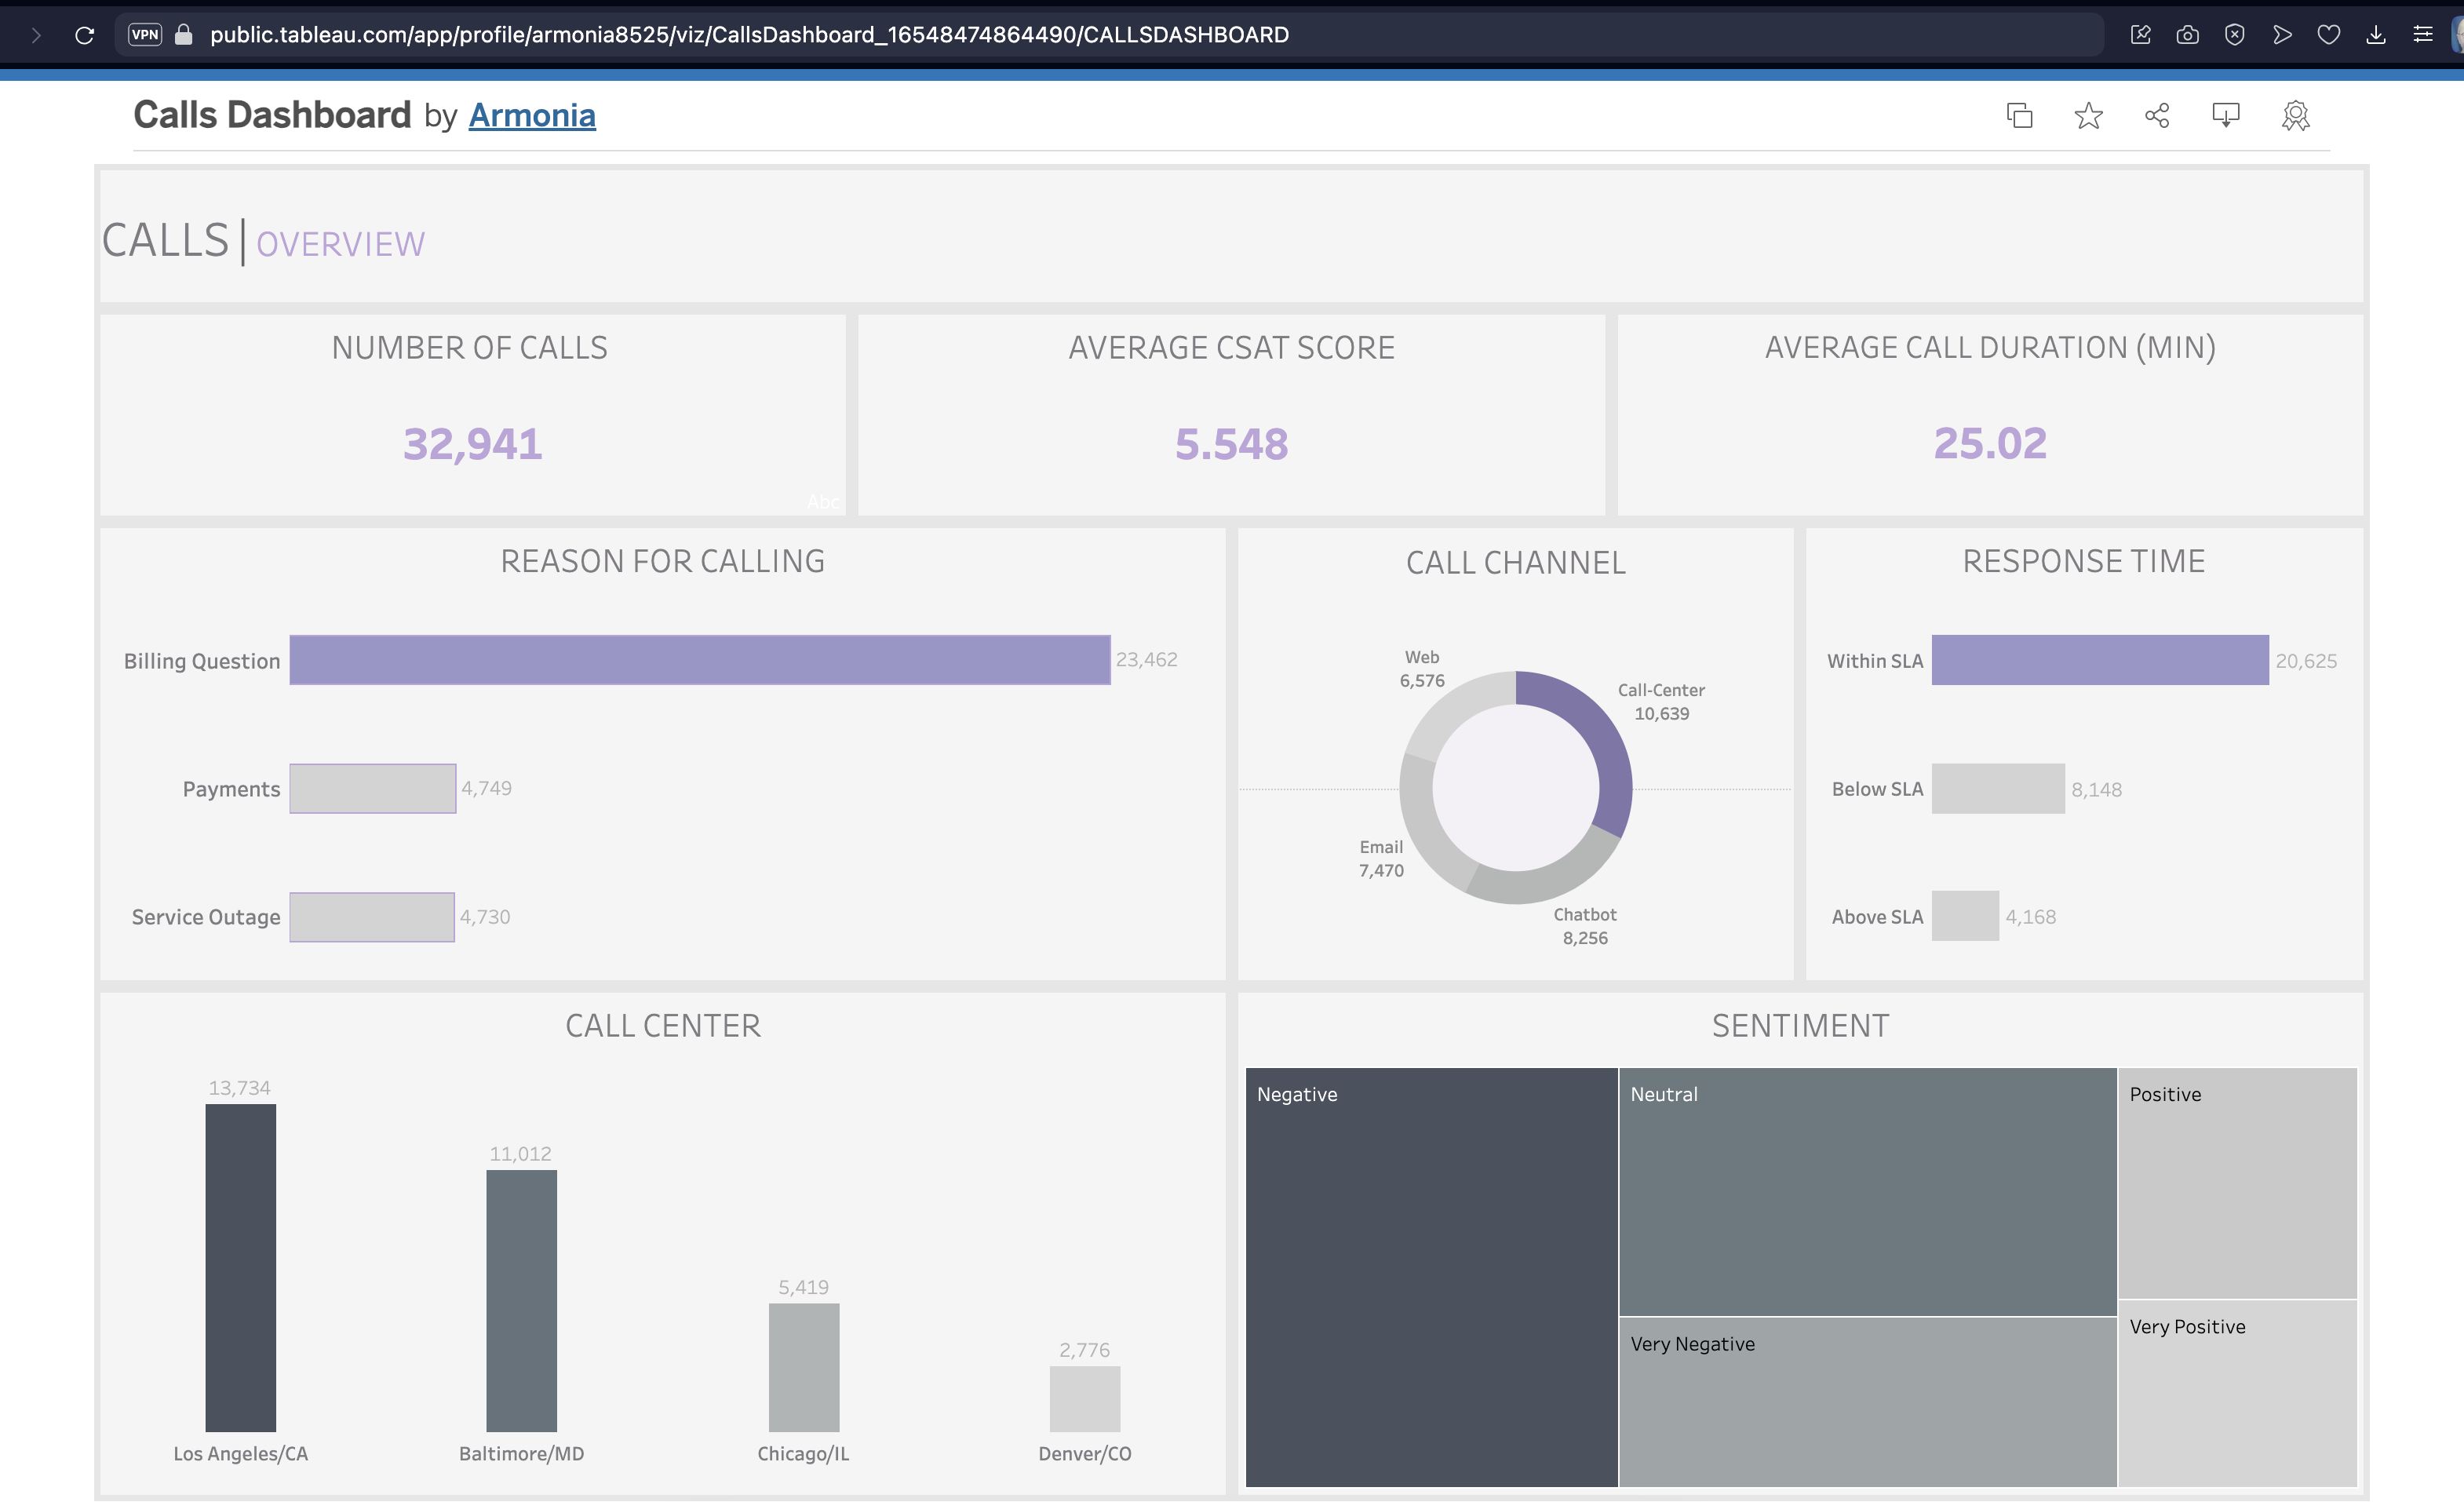 VPN public.tableau.com/app/profile/armonia8525/viz/CallsDashboard_16548474864490/CALLSDASHBOARD
Calls Dashboard by Armonia
CALLS | OVERVIEW
NUMBER OF CALLS
32,941
Abc
AVERAGE CSAT SCORE
5.548
AVERAGE CALL DURATION (MIN)
25.02
REASON FOR CALLING
Billing Question 23,462
Payments 4,749
Service Outage 4,730
CALL CHANNEL
Web
6,576
Call-Center
10,639
Email
7,470
Chatbot
8,256
RESPONSE TIME
Within SLA 20,625
Below SLA 8,148
Above SLA 4,168
CALL CENTER
13,734
11,012
5,419
2,776
Los Angeles/CA Baltimore/MD Chicago/IL Denver/CO
SENTIMENT
Negative
Neutral
Positive
Very Negative
Very Positive